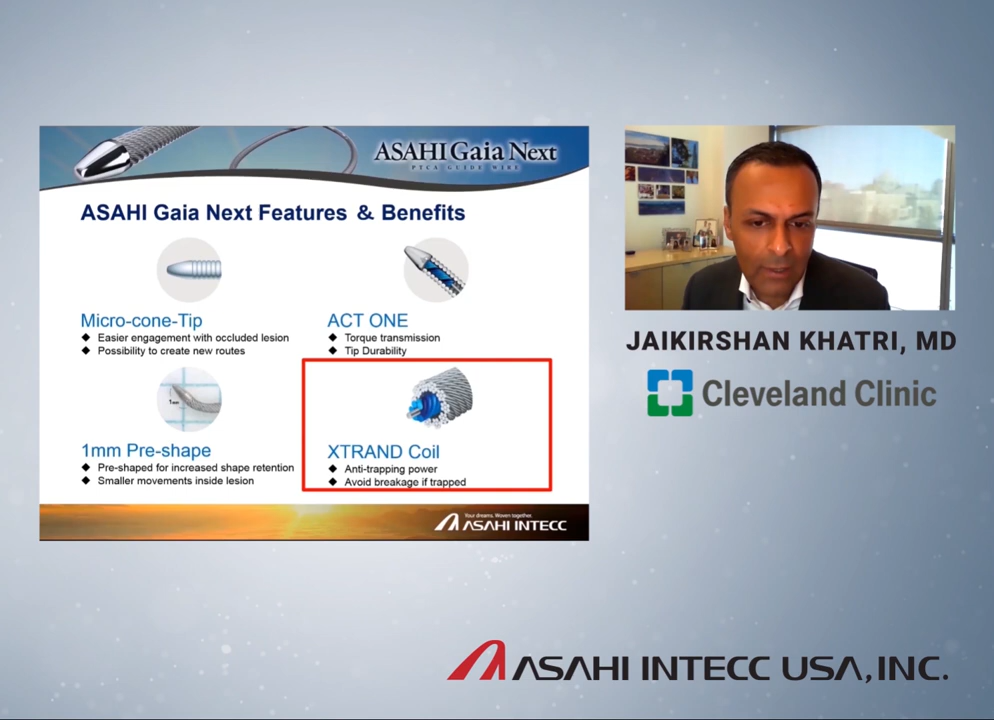 ASAHI Gaia Next
PTCA GUIDE WIRE
ASAHI Gaia Next Features & Benefits
Micro-cone-Tip
Easier engagement with occluded lesion
Possibility to create new routes
ACT ONE
Torque transmission
Tip Durability
1mm
1mm Pre-shape
Pre-shaped for increased shape retention
Smaller movements inside lesion
XTRAND Coil
Anti-trapping power
Avoid breakage if trapped
Your dreams. Woven together.
ASAHI INTECC
JAIKIRSHAN KHATRI, MD
Cleveland Clinic
ASAHI INTECC USA, INC.